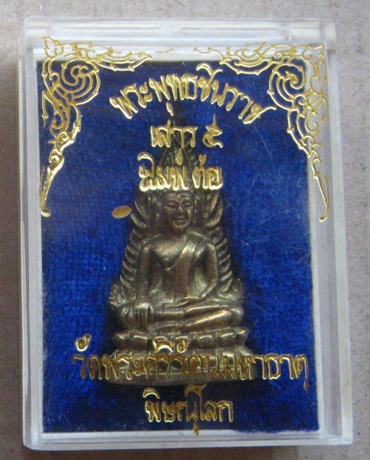 พระพุทธชินราช
เสาร์ ๕
พิมพ์ ต้อ
วัดพระศรีรัตนมหาธาตุ
พิษณุโลก